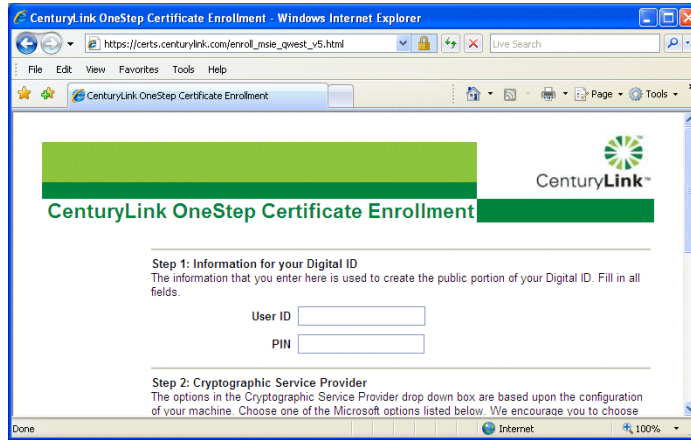 CenturyLink OneStep Certificate Enrollment - Windows Internet Explorer
https://certs.centurylink.com/enroll_msie_qwest_v5.html
Live Search
File Edit View Favorites Tools Help
CenturyLink OneStep Certificate Enrollment
Page Tools
CenturyLink™
CenturyLink OneStep Certificate Enrollment
Step 1: Information for your Digital ID
The information that you enter here is used to create the public portion of your Digital ID. Fill in all
fields.
User ID
PIN
Step 2: Cryptographic Service Provider
The options in the Cryptographic Service Provider drop down box are based upon the configuration
of your machine. Choose one of the Microsoft options listed below. We encourage you to choose
Done
Internet
100%